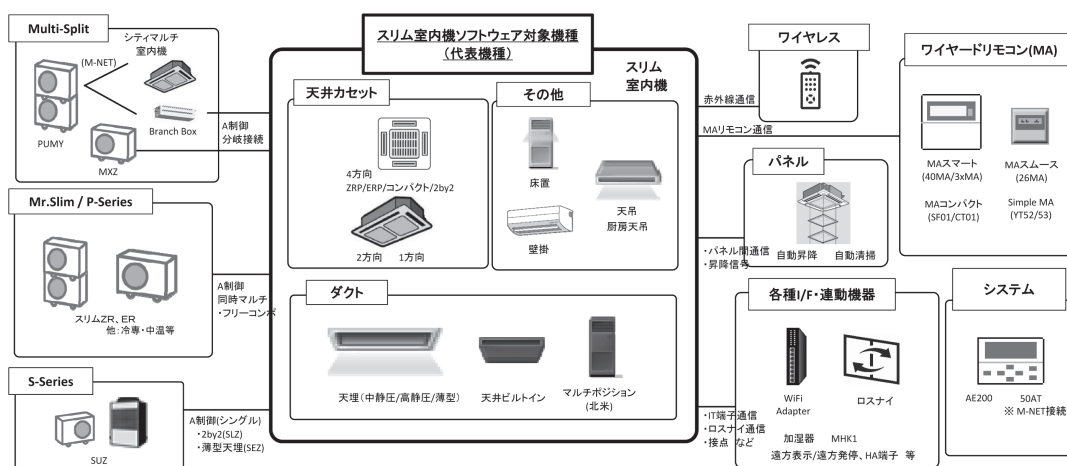 Multi-Split
シティマルチ
室内機
(M-NET)
Branch Box
PUMY
MXZ
A制御
分岐接続
Mr.Slim / P-Series
スリムZR、ER
他:冷専・中温等
A制御
同時マルチ
・フリーコンポ
S-Series
SUZ
A制御(シングル)
・2by2(SLZ)
・薄型天埋(SEZ)
スリム室内機ソフトウェア対象機種
(代表機種)
スリム
室内機
天井カセット
4方向
ZRP/ERP/コンパクト/2by2
2方向 1方向
その他
床置
天吊
厨房天吊
壁掛
ダクト
天埋(中静圧/高静圧/薄型)
天井ビルトイン
マルチポジション
(北米)
ワイヤレス
赤外線通信
MAリモコン通信
ワイヤードリモコン(MA)
MAスマート
(40MA/3xMA)
MAスムース
(26MA)
MAコンパクト
(SF01/CT01)
Simple MA
(YT52/53)
パネル
自動昇降 自動清掃
・パネル間通信
・昇降信号
各種I/F・連動機器
WiFi
Adapter
ロスナイ
加湿器 MHK1
遠方表示/遠方発停、HA端子 等
・IT端子通信
・ロスナイ通信
・接点 など
システム
AE200 50AT
※ M-NET接続